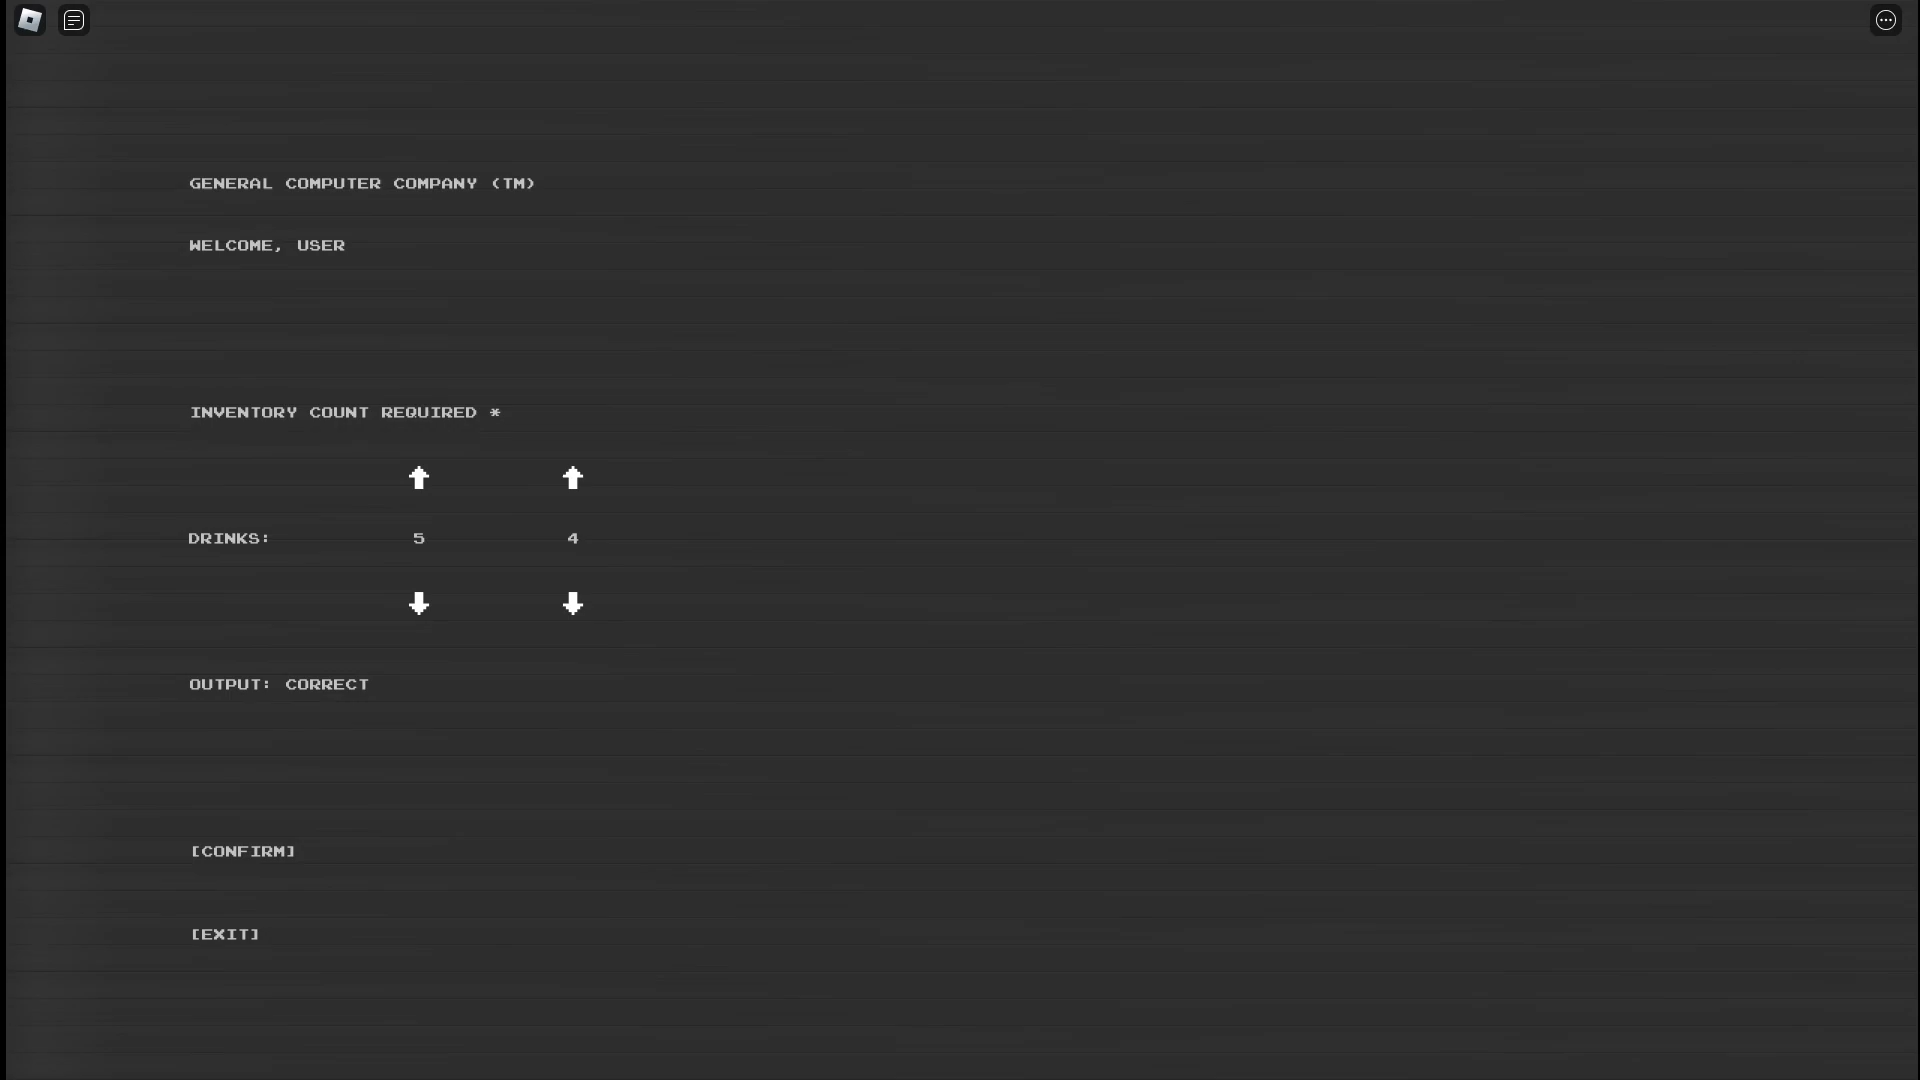 GENERAL COMPUTER COMPANY (TM)
WELCOME, USER
INVENTORY COUNT REQUIRED *
DRINKS: 5 4
OUTPUT: CORRECT
[CONFIRM]
[EXIT]